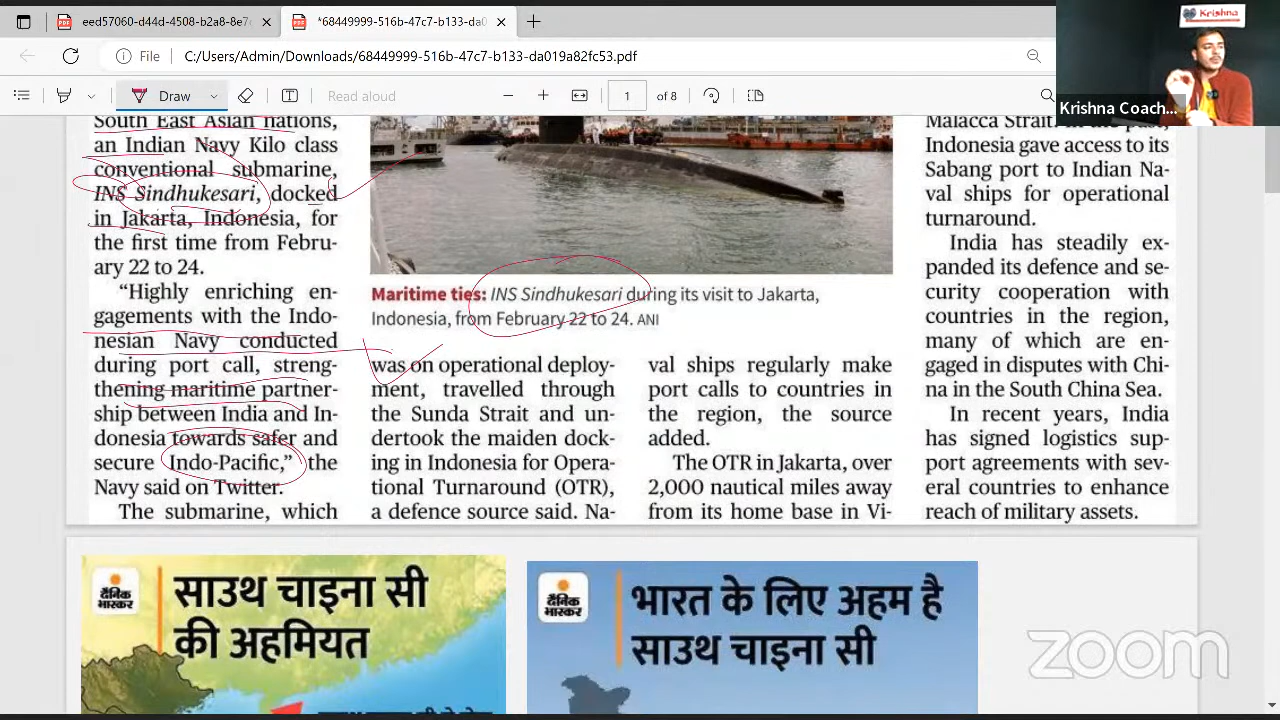 eed57060-d44d-4508-b2a8-8e7
*68449999-516b-47c7-b133-da0
File
C:/Users/Admin/Downloads/68449999-516b-47c7-b133-da019a82fc53.pdf
Draw
Read aloud
1
of 8
Krishna
Krishna Coach...
South East Asian nations,
an Indian Navy Kilo class
conventional submarine,
INS Sindhukesari, docked
in Jakarta, Indonesia, for
the first time from Febru-
ary 22 to 24.
“Highly enriching en-
gagements with the Indo-
nesian Navy conducted
during port call, streng-
thening maritime partner-
ship between India and In-
donesia towards safer and
secure Indo-Pacific,” the
Navy said on Twitter.
The submarine, which
Maritime ties: INS Sindhukesari during its visit to Jakarta,
Indonesia, from February 22 to 24. ANI
was on operational deploy-
ment, travelled through
the Sunda Strait and un-
dertook the maiden dock-
ing in Indonesia for Opera-
tional Turnaround (OTR),
a defence source said. Na-
val ships regularly make
port calls to countries in
the region, the source
added.
The OTR in Jakarta, over
2,000 nautical miles away
from its home base in Vi-
Malacca Strait. In the past,
Indonesia gave access to its
Sabang port to Indian Na-
val ships for operational
turnaround.
India has steadily ex-
panded its defence and se-
curity cooperation with
countries in the region,
many of which are en-
gaged in disputes with Chi-
na in the South China Sea.
In recent years, India
has signed logistics sup-
port agreements with sev-
eral countries to enhance
reach of military assets.
दैनिक
भास्कर
साउथ चाइना सी
की अहमियत
दैनिक
भास्कर
भारत के लिए अहम है
साउथ चाइना सी
zoom